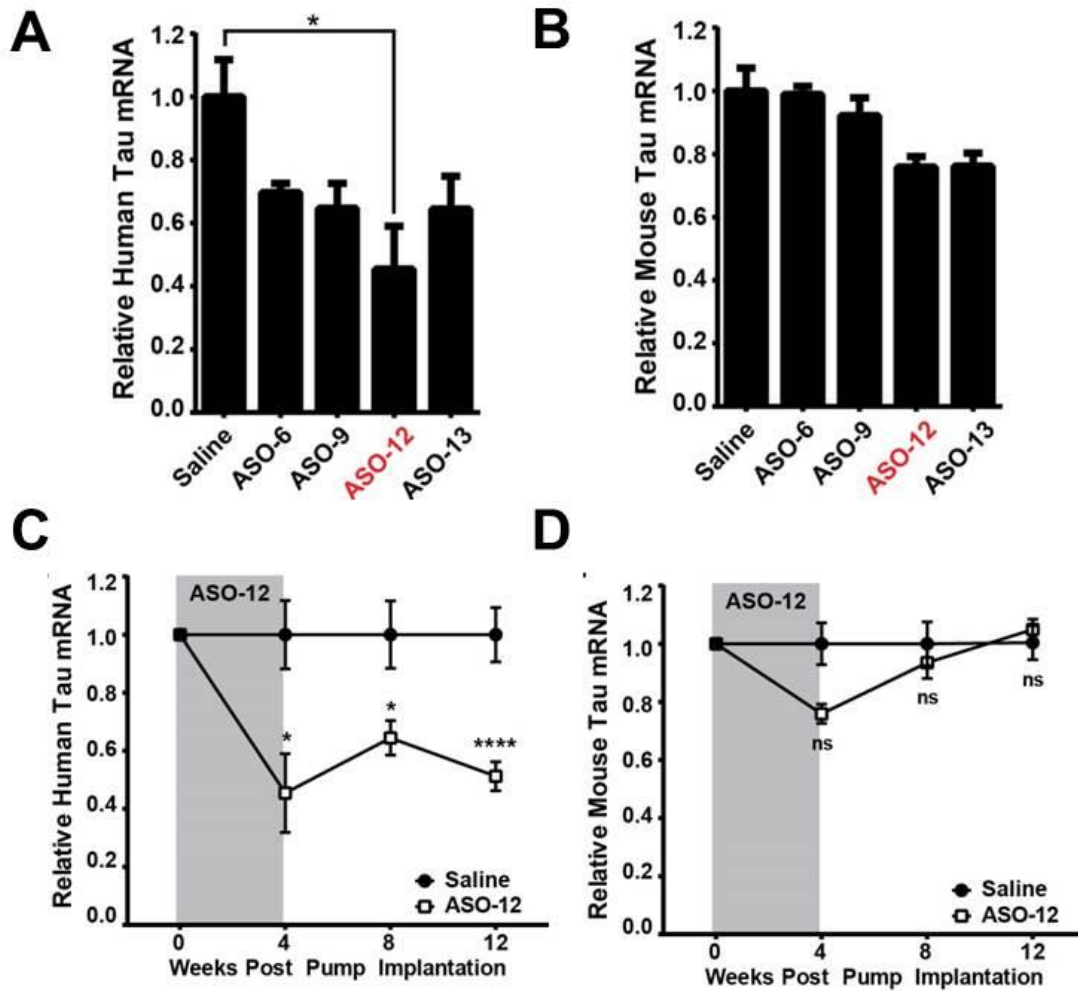 A
Relative Human Tau mRNA
1.2
1.0
0.8
0.6
0.4
0.2
0.0
*
Saline
ASO-6
ASO-9
ASO-12
ASO-13
B
Relative Mouse Tau mRNA
1.2
1.0
0.8
0.6
0.4
0.2
0.0
Saline
ASO-6
ASO-9
ASO-12
ASO-13
C
Relative Human Tau mRNA
1.2
1.0
0.8
0.6
0.4
0.2
0.0
ASO-12
*
*
****
Saline
ASO-12
0 4 8 12
Weeks Post Pump Implantation
D
Relative Mouse Tau mRNA
1.2
1.0
0.8
0.6
0.4
0.2
0.0
ASO-12
ns
ns
ns
Saline
ASO-12
0 4 8 12
Weeks Post Pump Implantation